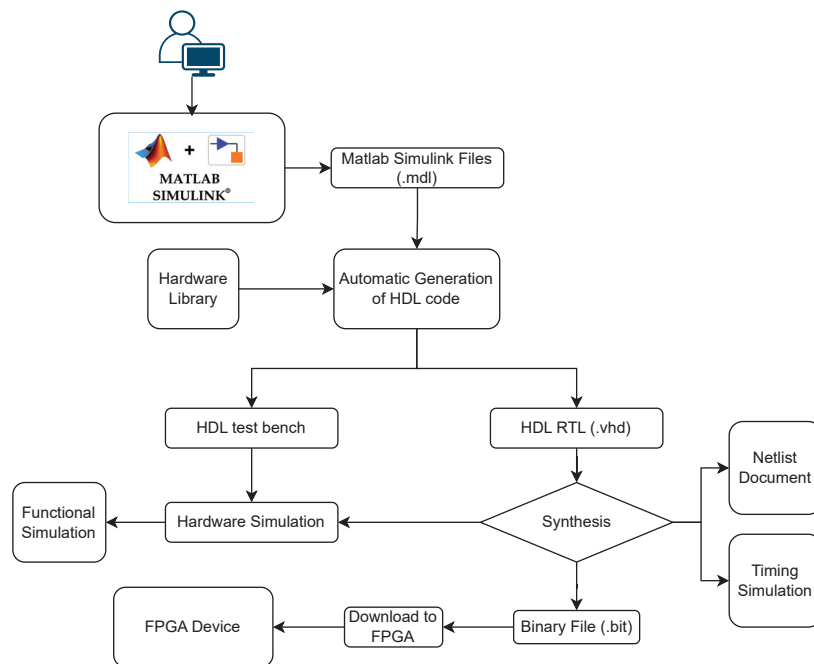 +
MATLAB
SIMULINK®
Matlab Simulink Files
(.mdl)
Hardware
Library
Automatic Generation
of HDL code
HDL test bench
HDL RTL (.vhd)
Netlist
Document
Functional
Simulation
Hardware Simulation
Synthesis
Timing
Simulation
FPGA Device
Download to
FPGA
Binary File (.bit)